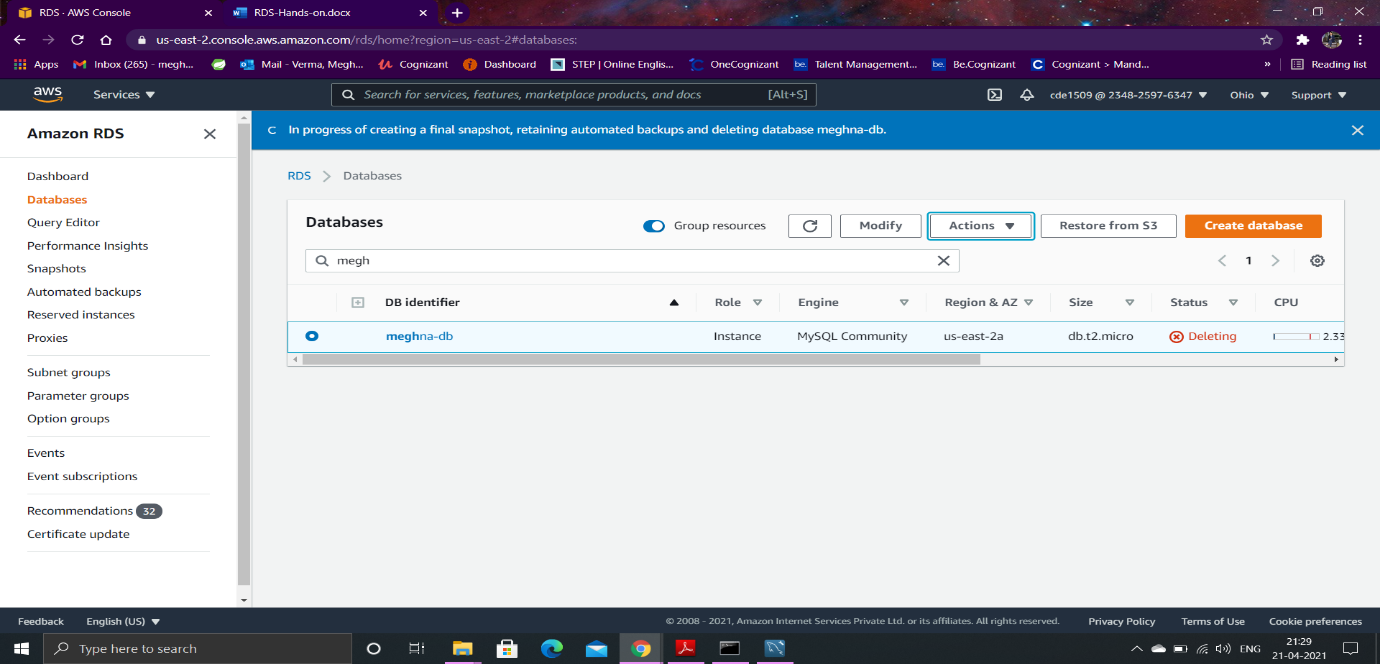 RDS · AWS Console
RDS-Hands-on.docx
us-east-2.console.aws.amazon.com/rds/home?region=us-east-2#databases:
Apps
Inbox (265) - megh...
Mail - Verma, Megh...
Cognizant
Dashboard
STEP | Online Englis...
OneCognizant
be. Talent Management...
be. Be.Cognizant
C Cognizant > Mand...
»
Reading list
aws
Services
Search for services, features, marketplace products, and docs [Alt+S]
cde1509 @ 2348-2597-6347
Ohio
Support
Amazon RDS
Dashboard
Databases
Query Editor
Performance Insights
Snapshots
Automated backups
Reserved instances
Proxies
Subnet groups
Parameter groups
Option groups
Events
Event subscriptions
Recommendations 32
Certificate update
In progress of creating a final snapshot, retaining automated backups and deleting database meghna-db.
RDS > Databases
Databases
Group resources
Modify
Actions
Restore from S3
Create database
megh
< 1 >
DB identifier Role Engine Region & AZ Size Status CPU
meghna-db Instance MySQL Community us-east-2a db.t2.micro Deleting 2.33
Feedback English (US)
© 2008 - 2021, Amazon Internet Services Private Ltd. or its affiliates. All rights reserved.
Privacy Policy Terms of Use Cookie preferences
Type here to search
ENG
21:29
21-04-2021